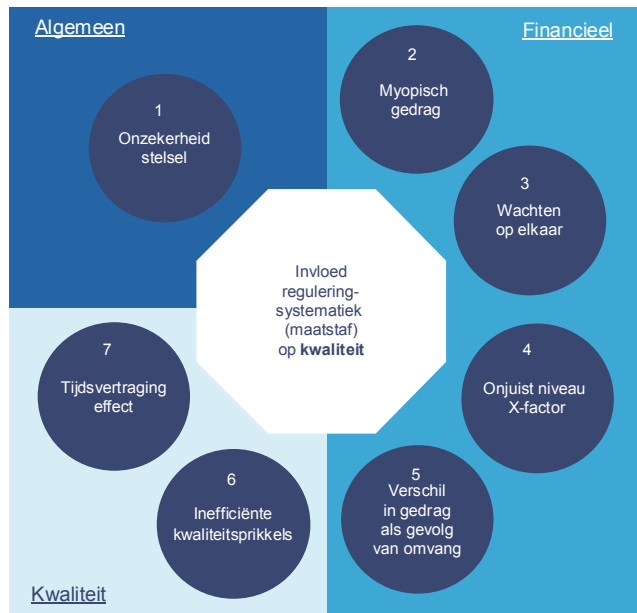 Algemeen
Financieel
1
Onzekerheid
stelsel
2
Myopisch
gedrag
3
Wachten
op elkaar
Invloed
regulering-
systematiek
(maatstaf)
op kwaliteit
4
Onjuist niveau
X-factor
5
Verschil
in gedrag
als gevolg
van omvang
6
Inefficiënte
kwaliteitsprikkels
7
Tijdsvertraging
effect
Kwaliteit